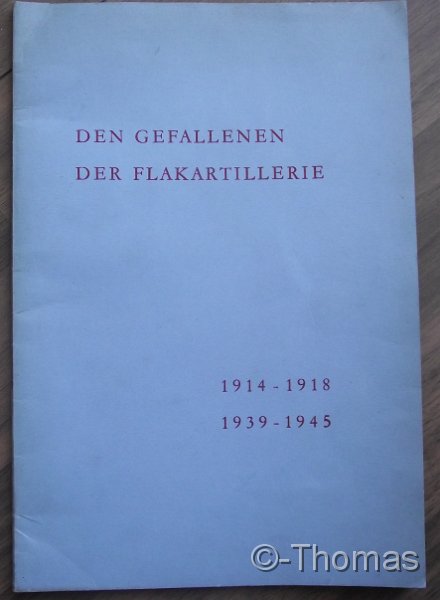 DEN GEFALLENEN
DER FLAKARTILLERIE
1914-1918
1939-1945
©-Thomas